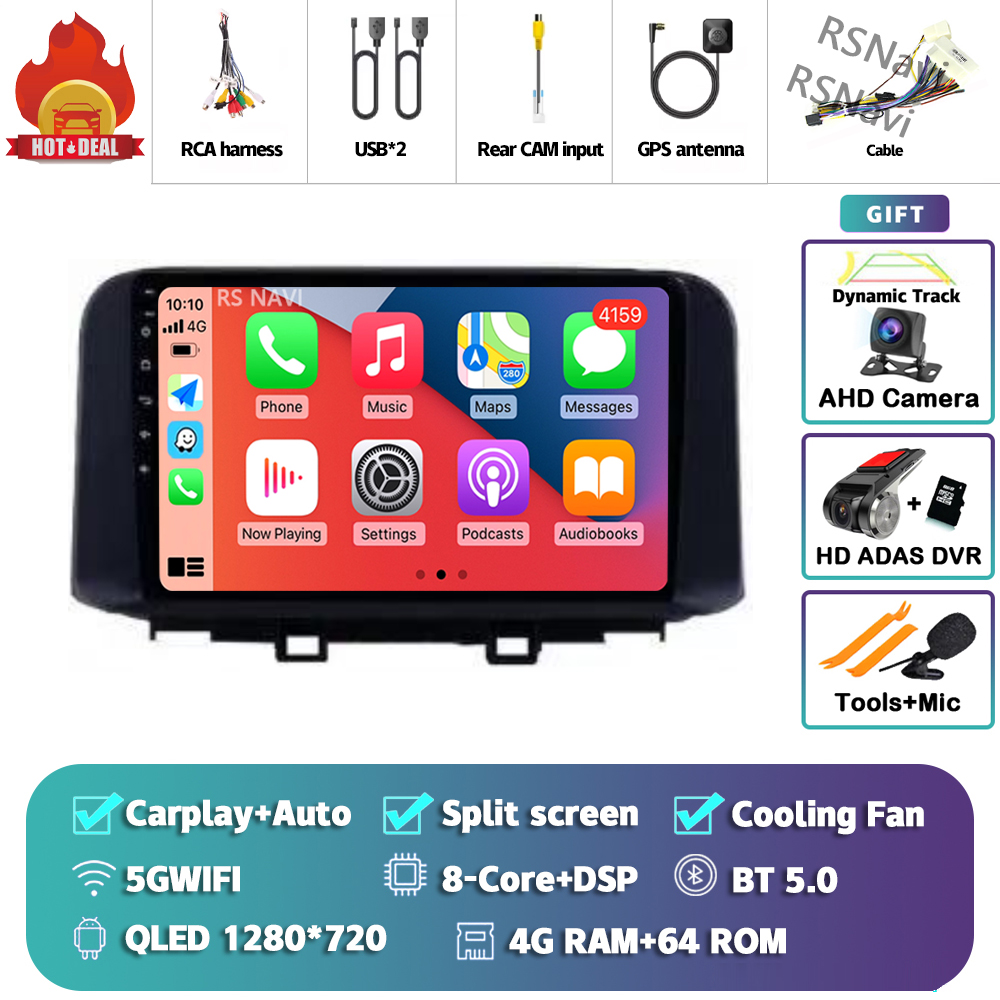 HOT DEAL
RCA harness
USB*2
Rear CAM input
GPS antenna
RSNavi
RSNavi
Cable
GIFT
Dynamic Track
AHD Camera
+
HD ADAS DVR
Tools+Mic
RS NAVI
10:10
4G
4159
280
Phone
Music
Maps
Messages
Now Playing
Settings
Podcasts
Audiobooks
Carplay+Auto
Split screen
Cooling Fan
5GWIFI
8-Core+DSP
BT 5.0
QLED 1280*720
4G RAM+64 ROM